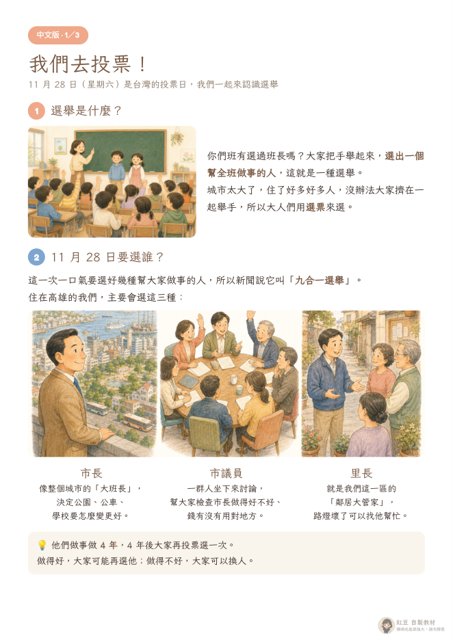 中文版·1／3
我們去投票！
11 月 28 日（星期六）是台灣的投票日，我們一起來認識選舉
1 選舉是什麼？
你們班有選過班長嗎？大家把手舉起來，選出一個
幫全班做事的人，這就是一種選舉。
城市太大了，住了好多好多人，沒辦法大家擠在一
起舉手，所以大人們用選票來選。
2 11 月 28 日要選誰？
這一次一口氣要選好幾種幫大家做事的人，所以新聞說它叫「九合一選舉」。
住在高雄的我們，主要會選這三種：
市長
像整個城市的「大班長」，
決定公園、公車、
學校要怎麼變更好。
市議員
一群人坐下來討論，
幫大家檢查市長做得好不好、
錢有沒有用對地方。
里長
就是我們這一區的
「鄰居大管家」，
路燈壞了可以找他幫忙。
💡 他們做事做 4 年，4 年後大家再投票選一次。
做得好，大家可能再選他；做得不好，大家可以換人。
缸豆 自製教材